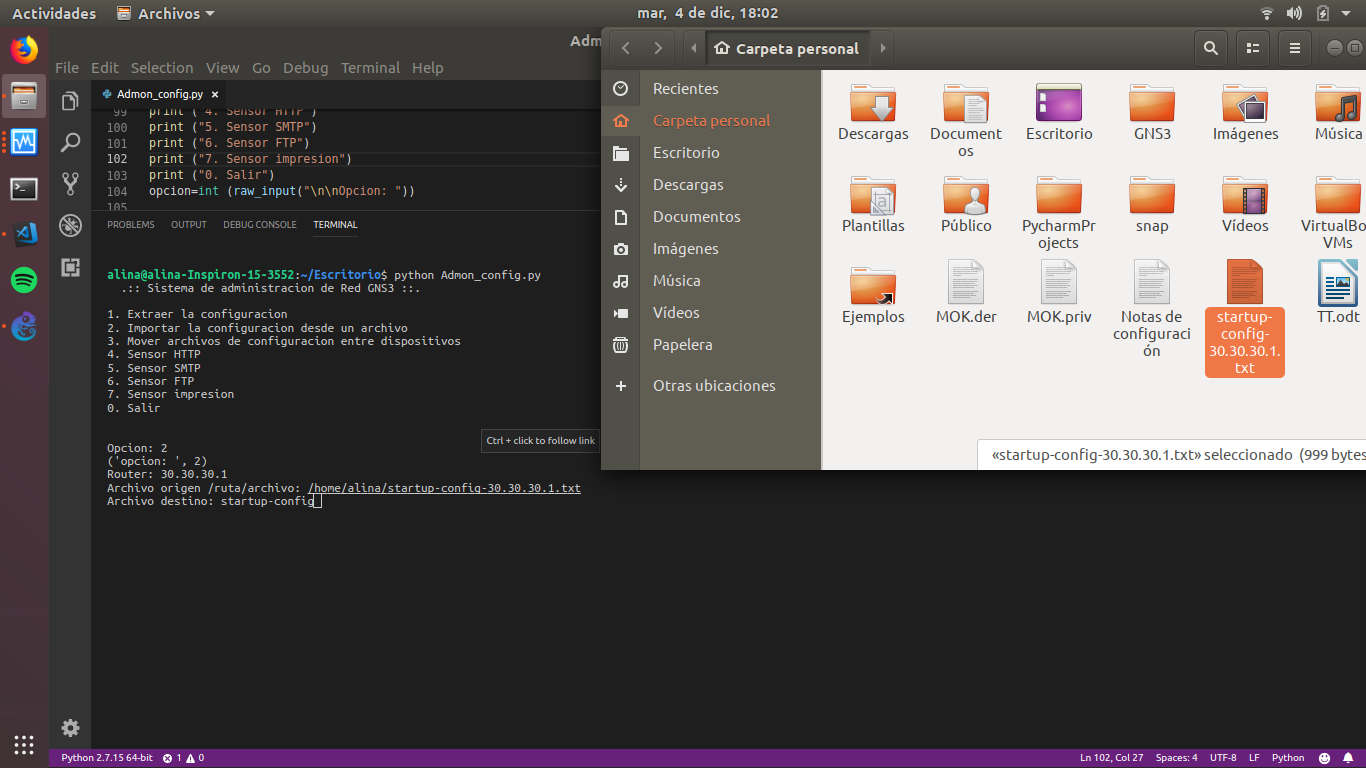 Actividades
Archivos
mar, 4 de dic, 18:02
Adm
File Edit Selection View Go Debug Terminal Help
Admon_config.py
99 print ("4. Sensor HTTP")
100 print ("5. Sensor SMTP")
101 print ("6. Sensor FTP")
102 print ("7. Sensor impresion")
103 print ("0. Salir")
104 opcion=int (raw_input("\n\nOpcion: "))
105
PROBLEMS OUTPUT DEBUG CONSOLE TERMINAL
alina@alina-Inspiron-15-3552:~/Escritorio$ python Admon_config.py
.:: Sistema de administracion de Red GNS3 ::.
1. Extraer la configuracion
2. Importar la configuracion desde un archivo
3. Mover archivos de configuracion entre dispositivos
4. Sensor HTTP
5. Sensor SMTP
6. Sensor FTP
7. Sensor impresion
0. Salir
Opcion: 2
('opcion: ', 2)
Router: 30.30.30.1
Archivo origen /ruta/archivo: /home/alina/startup-config-30.30.30.1.txt
Archivo destino: startup-config
Ctrl + click to follow link
Carpeta personal
Recientes
Carpeta personal
Escritorio
Descargas
Documentos
Imágenes
Música
Vídeos
Papelera
Otras ubicaciones
Descargas
Document
os
Escritorio
GNS3
Imágenes
Música
Plantillas
Público
PycharmPr
ojects
snap
Vídeos
VirtualBo
VMs
Ejemplos
MOK.der
MOK.priv
Notas de
configuraci
ón
startup-
config-
30.30.30.1.
txt
TT.odt
«startup-config-30.30.30.1.txt» seleccionado (999 bytes
Python 2.7.15 64-bit 1 0
Ln 102, Col 27 Spaces: 4 UTF-8 LF Python